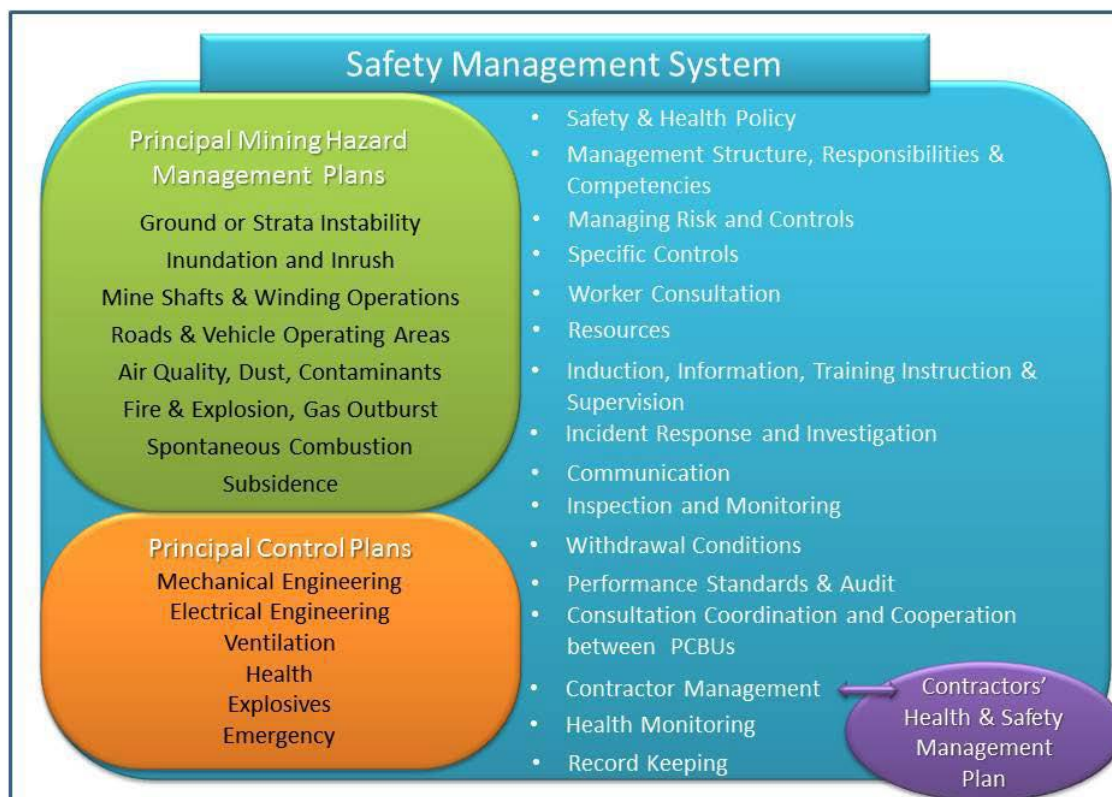 Safety Management System
Principal Mining Hazard
Management Plans
Ground or Strata Instability
Inundation and Inrush
Mine Shafts & Winding Operations
Roads & Vehicle Operating Areas
Air Quality, Dust, Contaminants
Fire & Explosion, Gas Outburst
Spontaneous Combustion
Subsidence
Principal Control Plans
Mechanical Engineering
Electrical Engineering
Ventilation
Health
Explosives
Emergency
• Safety & Health Policy
• Management Structure, Responsibilities &
Competencies
• Managing Risk and Controls
• Specific Controls
• Worker Consultation
• Resources
• Induction, Information, Training Instruction &
Supervision
• Incident Response and Investigation
• Communication
• Inspection and Monitoring
• Withdrawal Conditions
• Performance Standards & Audit
• Consultation Coordination and Cooperation
between PCBUs
• Contractor Management
• Health Monitoring
• Record Keeping
Contractors'
Health & Safety
Management
Plan